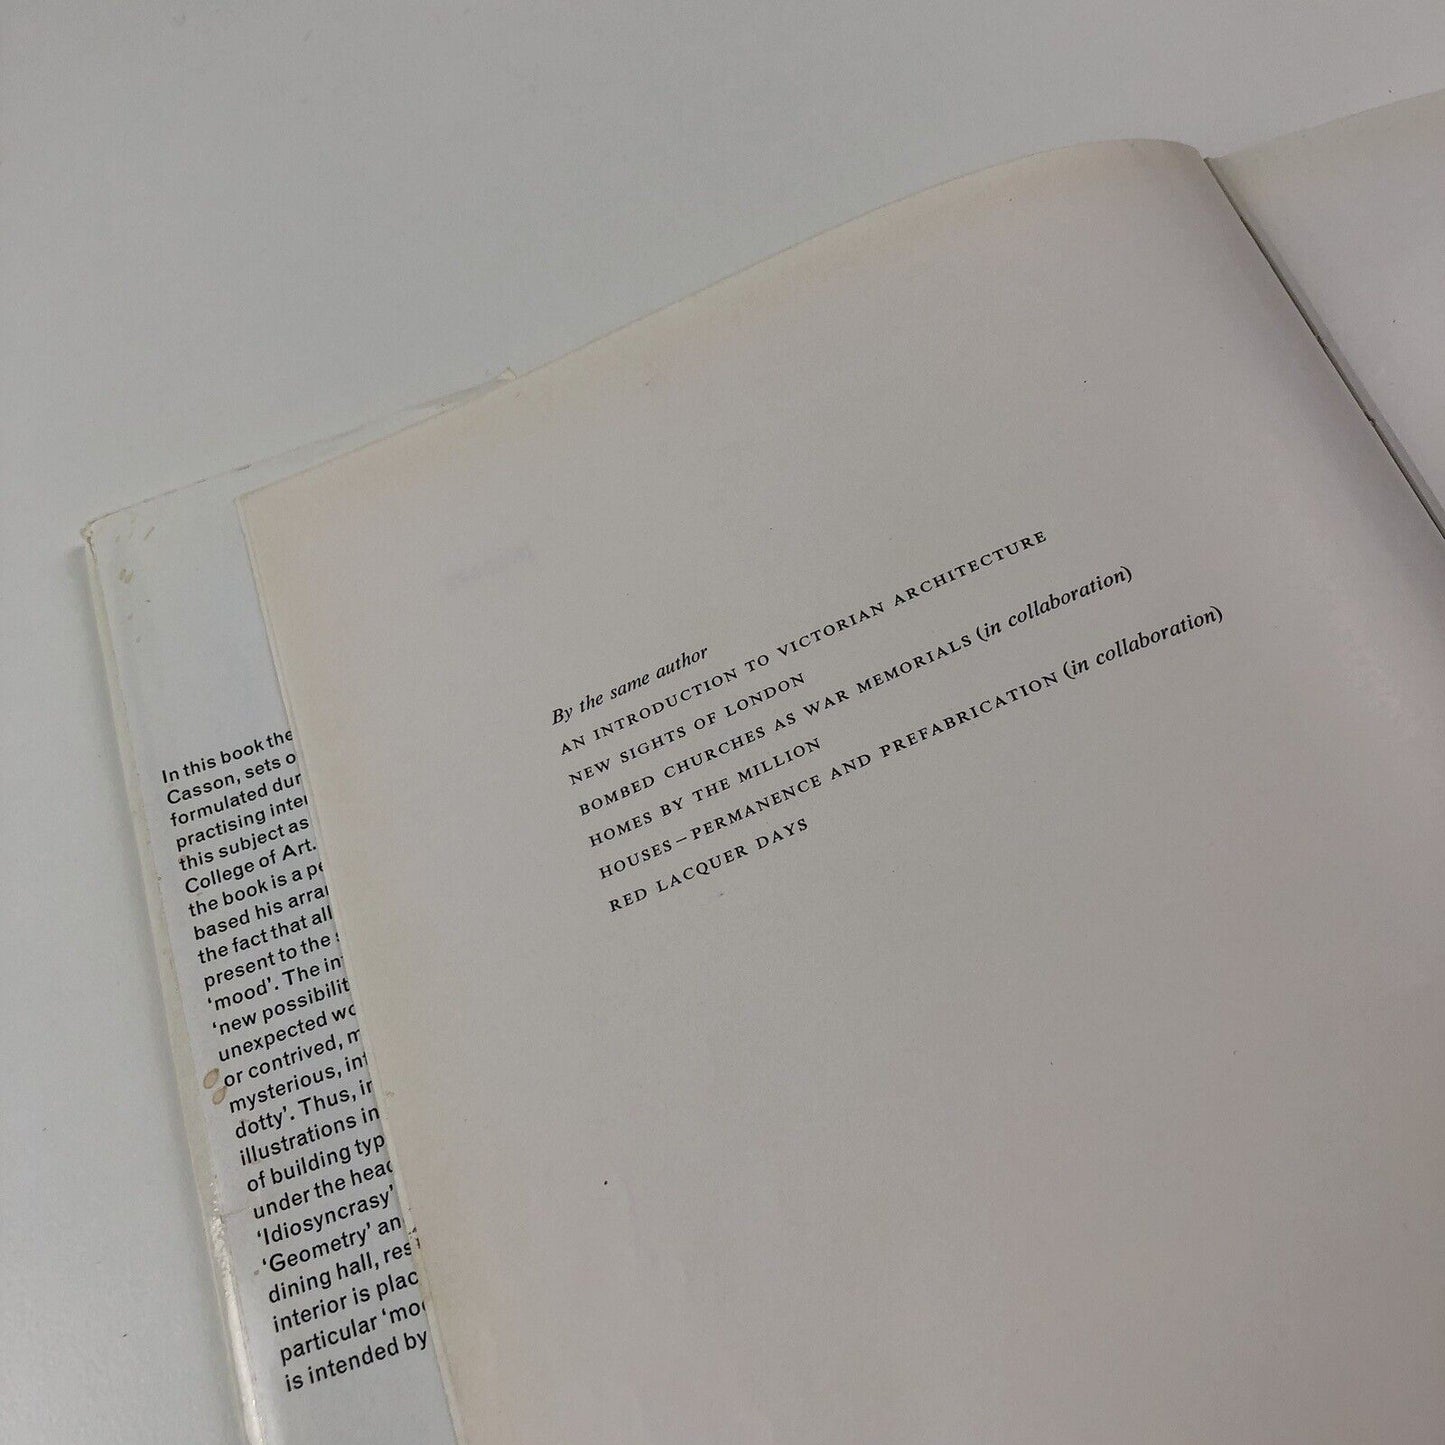 In this book the
Casson, sets o
formulated dur
practising inte
this subject as
College of Art.
the book is a pe
based his arra
the fact that all
present to the s
‘mood’. The in
‘new possibilit
unexpected wo
or contrived, m
mysterious, in
dotty’. Thus, ir
illustrations in
of building typ
under the head
‘Idiosyncrasy’
‘Geometry’ an
dining hall, res
interior is plac
particular ‘moo
is intended by
By the same author
AN INTRODUCTION TO VICTORIAN ARCHITECTURE
NEW SIGHTS OF LONDON
BOMBED CHURCHES AS WAR MEMORIALS (in collaboration)
HOMES BY THE MILLION
HOUSES – PERMANENCE AND PREFABRICATION (in collaboration)
RED LACQUER DAYS